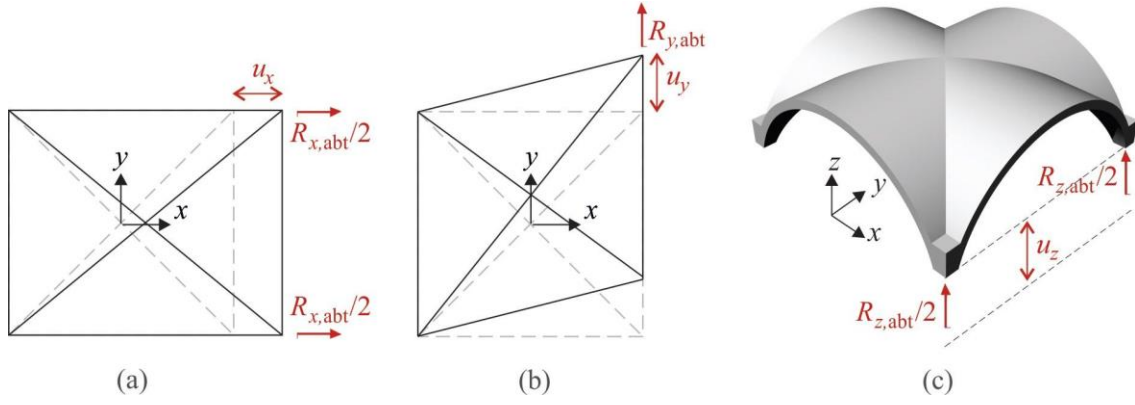 u_x
R_x,abt/2
y
x
R_x,abt/2
(a)
R_y,abt
u_y
y
x
(b)
z
y
x
R_z,abt/2
u_z
R_z,abt/2
(c)